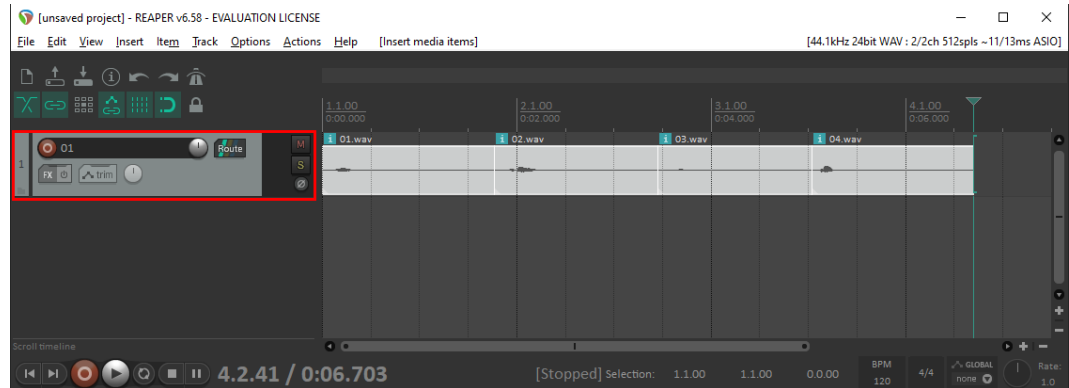 [unsaved project] - REAPER v6.58 - EVALUATION LICENSE
File Edit View Insert Item Track Options Actions Help [Insert media items] [44.1kHz 24bit WAV : 2/2ch 512spls ~11/13ms ASIO]
1.1.00 2.1.00 3.1.00 4.1.00
0:00.000 0:02.000 0:04.000 0:06.000
i 01.wav i 02.wav i 03.wav i 04.wav
01 Route M
1 FX trim S
Scroll timeline
4.2.41 / 0:06.703 [Stopped] Selection: 1.1.00 1.1.00 0.0.00 BPM 120 4/4 GLOBAL none Rate: 1.0